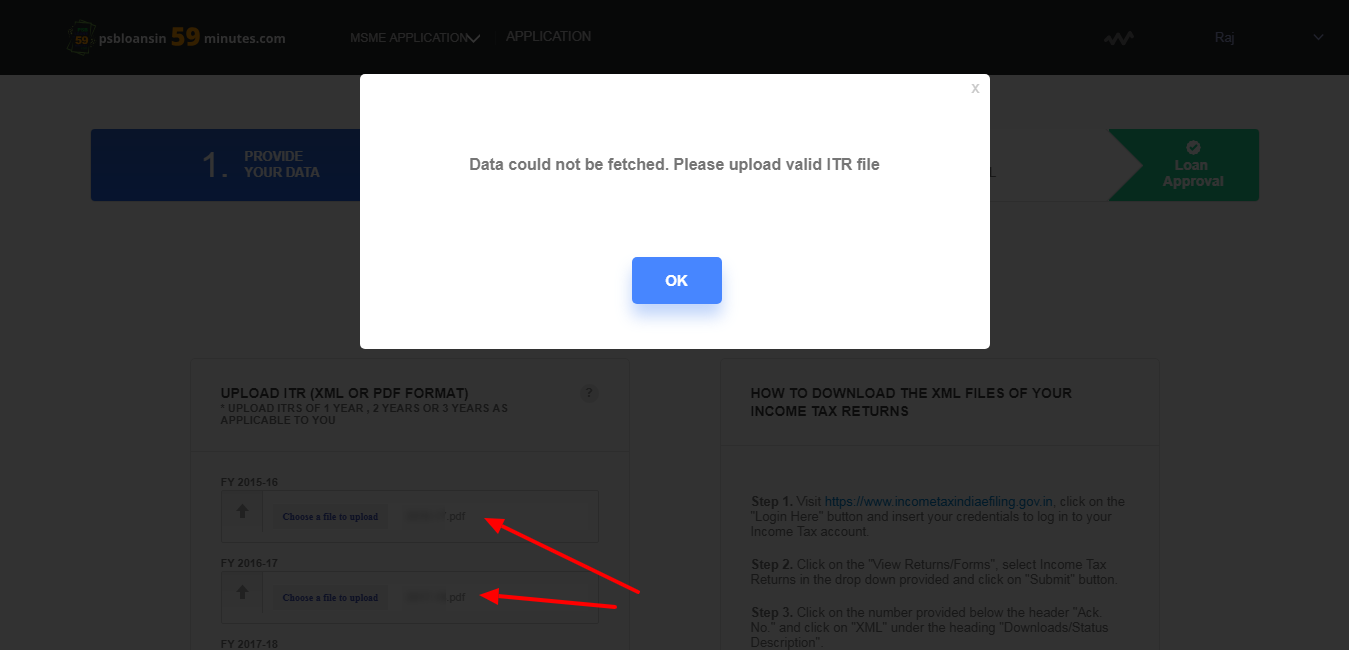 psbloansin 59 minutes.com
MSME APPLICATION
APPLICATION
Raj
X
Data could not be fetched. Please upload valid ITR file
OK
1. PROVIDE
YOUR DATA
Loan
Approval
UPLOAD ITR (XML OR PDF FORMAT)
?
* UPLOAD ITRS OF 1 YEAR , 2 YEARS OR 3 YEARS AS
APPLICABLE TO YOU
FY 2015-16
Choose a file to upload
.pdf
FY 2016-17
Choose a file to upload
.pdf
FY 2017-18
HOW TO DOWNLOAD THE XML FILES OF YOUR
INCOME TAX RETURNS
Step 1. Visit https://www.incometaxindiaefiling.gov.in, click on the
"Login Here" button and insert your credentials to log in to your
Income Tax account.
Step 2. Click on the "View Returns/Forms", select Income Tax
Returns in the drop down provided and click on "Submit" button.
Step 3. Click on the number provided below the header "Ack.
No." and click on "XML" under the heading "Downloads/Status
Description".